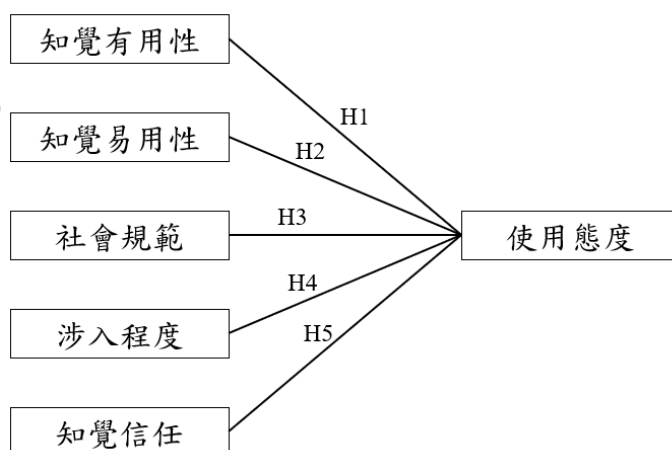 知覺有用性
H1
知覺易用性
H2
社會規範
H3
使用態度
涉入程度
H4
H5
知覺信任